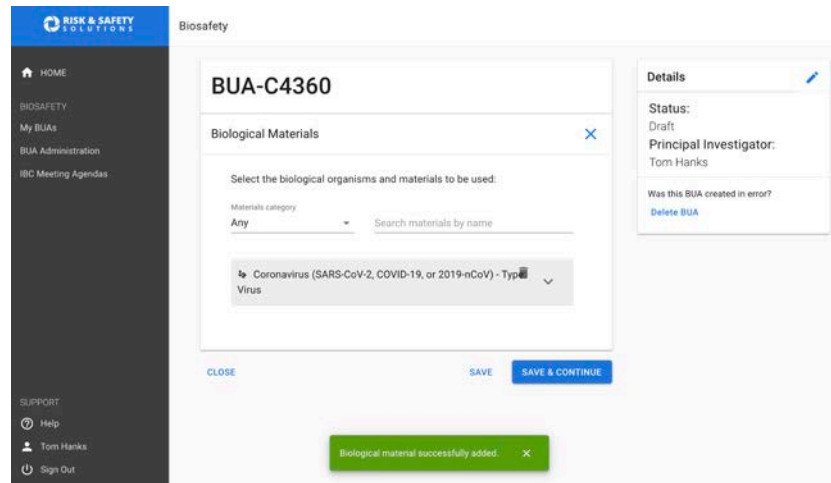 RISK & SAFETY
SOLUTIONS
Biosafety
HOME
BIOSAFETY
My BUAs
BUA Administration
IBC Meeting Agendas
BUA-C4360
Biological Materials
Select the biological organisms and materials to be used:
Materials category
Any
Search materials by name
Coronavirus (SARS-CoV-2, COVID-19, or 2019-nCoV) - Type
Virus
CLOSE
SAVE
SAVE & CONTINUE
Details
Status:
Draft
Principal Investigator:
Tom Hanks
Was this BUA created in error?
Delete BUA
SUPPORT
Help
Tom Hanks
Sign Out
Biological material successfully added.